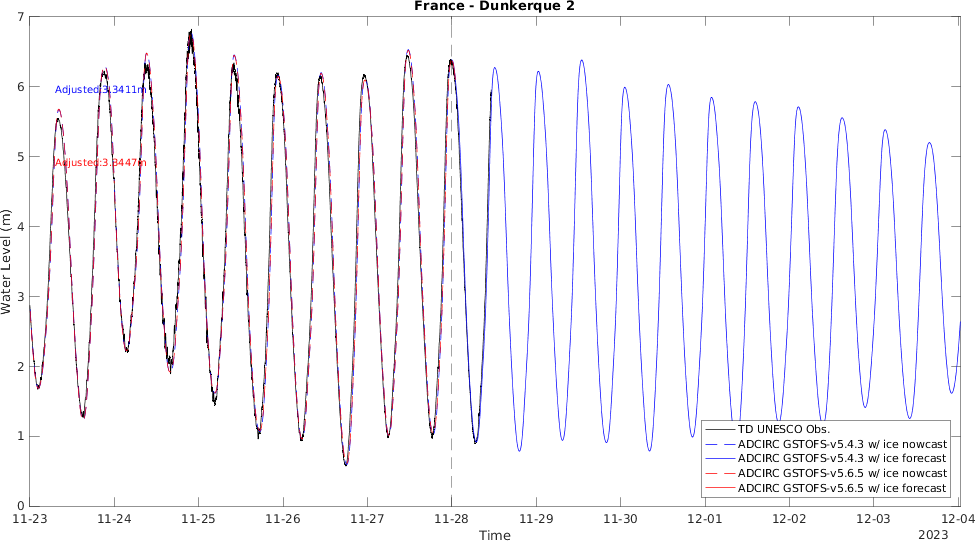 France - Dunkerque 2
7
6
5
4
3
2
1
0
Water Level (m)
Adjusted:3.3411m
Adjusted:3.3447m
TD UNESCO Obs.
ADCIRC GSTOFS-v5.4.3 w/ ice nowcast
ADCIRC GSTOFS-v5.4.3 w/ ice forecast
ADCIRC GSTOFS-v5.6.5 w/ ice nowcast
ADCIRC GSTOFS-v5.6.5 w/ ice forecast
11-23 11-24 11-25 11-26 11-27 11-28 11-29 11-30 12-01 12-02 12-03 12-04
Time
2023